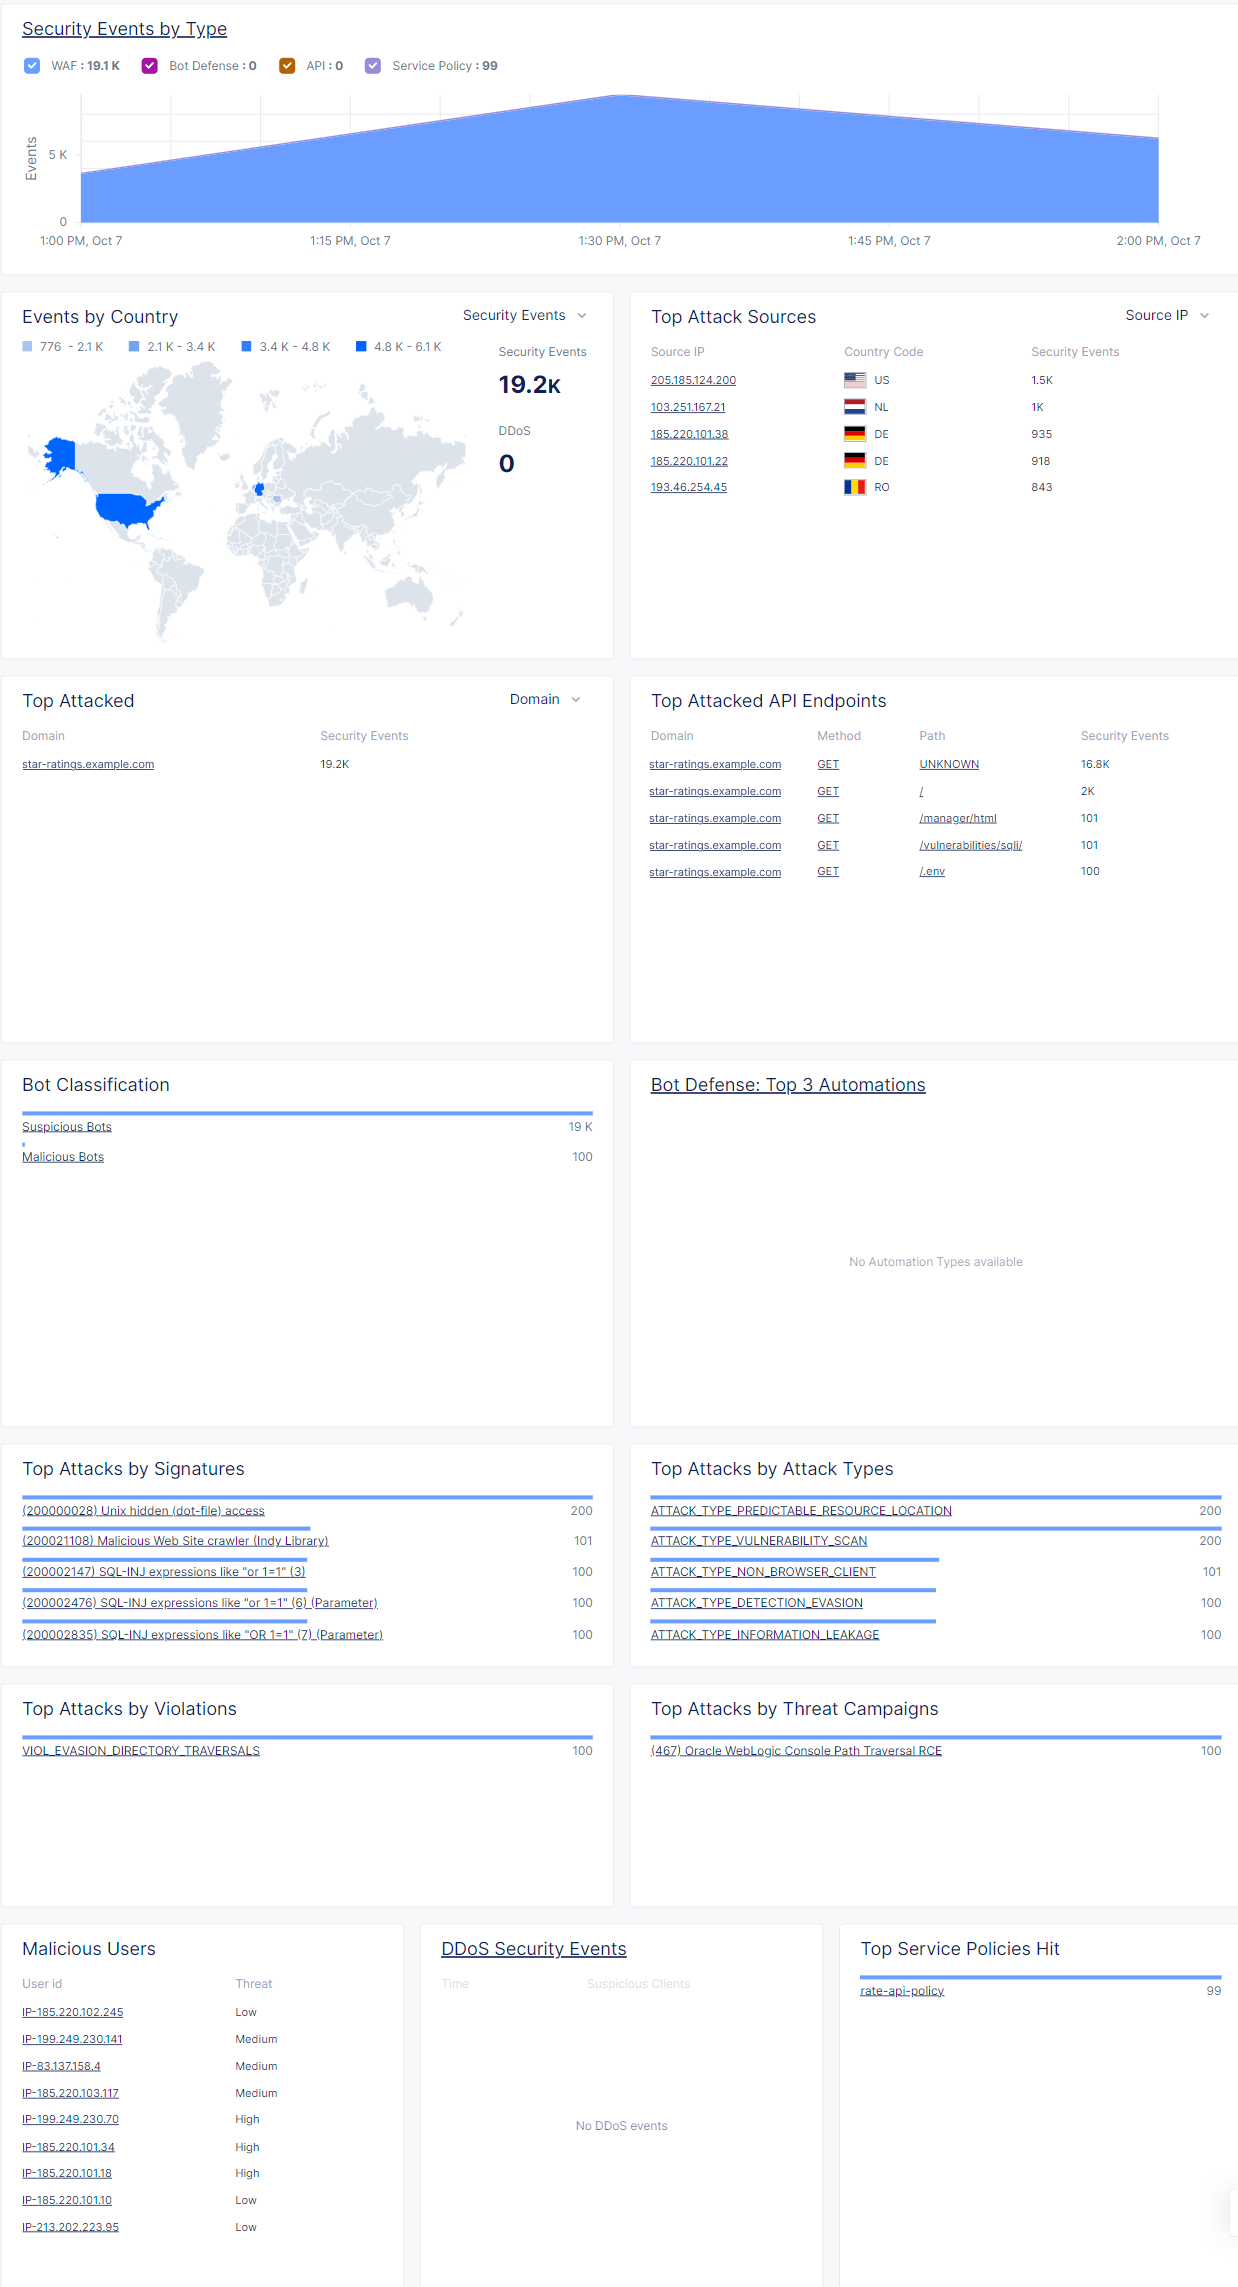 Security Events by Type
WAF : 19.1 K Bot Defense : 0 API : 0 Service Policy : 99
Events
5 K
0
1:00 PM, Oct 7 1:15 PM, Oct 7 1:30 PM, Oct 7 1:45 PM, Oct 7 2:00 PM, Oct 7
Events by Country Security Events
776 - 2.1 K 2.1 K - 3.4 K 3.4 K - 4.8 K 4.8 K - 6.1 K
Security Events
19.2K
DDoS
0
Top Attack Sources Source IP
Source IP Country Code Security Events
205.185.124.200 US 1.5K
103.251.167.21 NL 1K
185.220.101.38 DE 935
185.220.101.22 DE 918
193.46.254.45 RO 843
Top Attacked Domain
Domain Security Events
star-ratings.example.com 19.2K
Top Attacked API Endpoints
Domain Method Path Security Events
star-ratings.example.com GET UNKNOWN 16.8K
star-ratings.example.com GET / 2K
star-ratings.example.com GET /manager/html 101
star-ratings.example.com GET /vulnerabilities/sqli/ 101
star-ratings.example.com GET /.env 100
Bot Classification
Suspicious Bots 19 K
Malicious Bots 100
Bot Defense: Top 3 Automations
No Automation Types available
Top Attacks by Signatures
(200000028) Unix hidden (dot-file) access 200
(200021108) Malicious Web Site crawler (Indy Library) 101
(200002147) SQL-INJ expressions like "or 1=1" (3) 100
(200002476) SQL-INJ expressions like "or 1=1" (6) (Parameter) 100
(200002835) SQL-INJ expressions like "OR 1=1" (7) (Parameter) 100
Top Attacks by Attack Types
ATTACK_TYPE_PREDICTABLE_RESOURCE_LOCATION 200
ATTACK_TYPE_VULNERABILITY_SCAN 200
ATTACK_TYPE_NON_BROWSER_CLIENT 101
ATTACK_TYPE_DETECTION_EVASION 100
ATTACK_TYPE_INFORMATION_LEAKAGE 100
Top Attacks by Violations
VIOL_EVASION_DIRECTORY_TRAVERSALS 100
Top Attacks by Threat Campaigns
(467) Oracle WebLogic Console Path Traversal RCE 100
Malicious Users
User id Threat
IP-185.220.102.245 Low
IP-199.249.230.141 Medium
IP-83.137.158.4 Medium
IP-185.220.103.117 Medium
IP-199.249.230.70 High
IP-185.220.101.34 High
IP-185.220.101.18 High
IP-185.220.101.10 Low
IP-213.202.223.95 Low
DDoS Security Events
Time Suspicious Clients
No DDoS events
Top Service Policies Hit
rate-api-policy 99